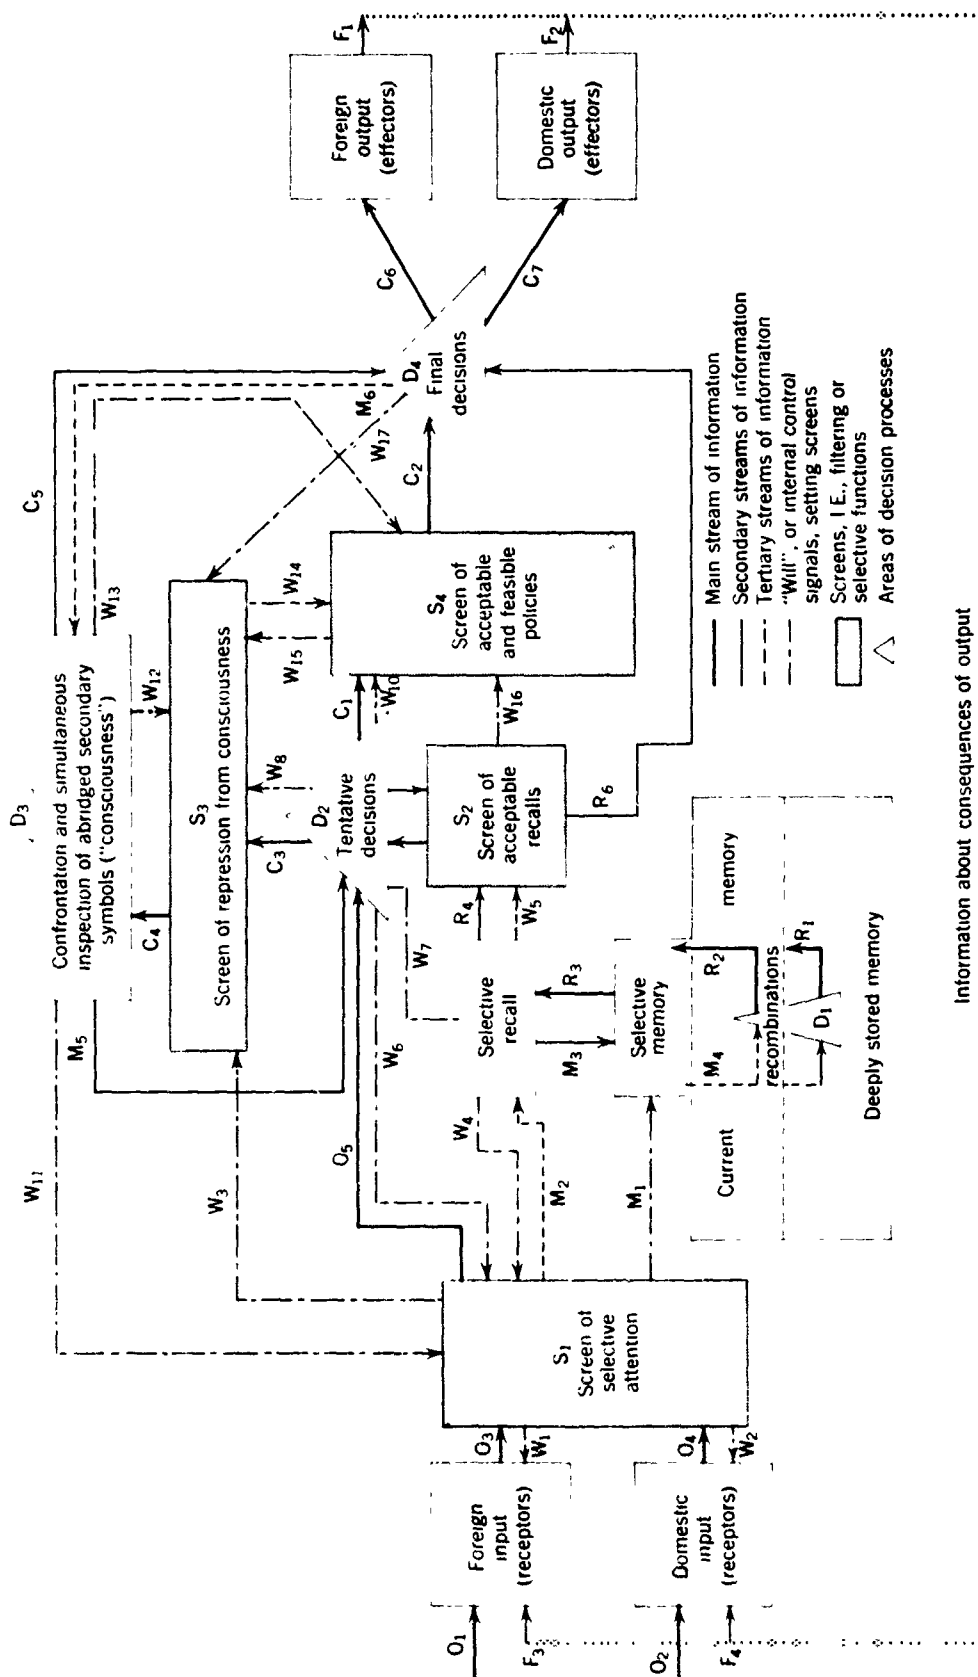 D₃
Confrontation and simultaneous
inspection of abridged secondary
symbols ("consciousness")
C₅
W₁₃
W₁₂
C₄
M₅
W₁₁
M₆
W₁₇
S₃
Screen of repression from consciousness
W₃
W₁₄
W₁₅
W₈
C₃
O₅
W₆
W₇
D₂
Tentative
decisions
C₁
W₁₀
S₄
Screen of
acceptable
and feasible
policies
C₂
D₄
Final
decisions
C₆
C₇
Foreign
output
(effectors)
F₁
Domestic
output
(effectors)
F₂
S₂
Screen of
acceptable
recalls
W₁₆
R₆
R₄
W₅
Selective
recall
W₄
M₂
M₃
R₃
M₁
Selective
memory
Current
memory
recombinations
M₄
R₂
D₁
R₁
Deeply stored memory
S₁
Screen of
selective
attention
O₃
W₁
O₄
W₂
Foreign
input
(receptors)
Domestic
input
(receptors)
O₁
F₃
O₂
F₄
Main stream of information
Secondary streams of information
Tertiary streams of information
"Will", or internal control
signals, setting screens
Screens, I E., filtering or
selective functions
Areas of decision processes
Information about consequences of output